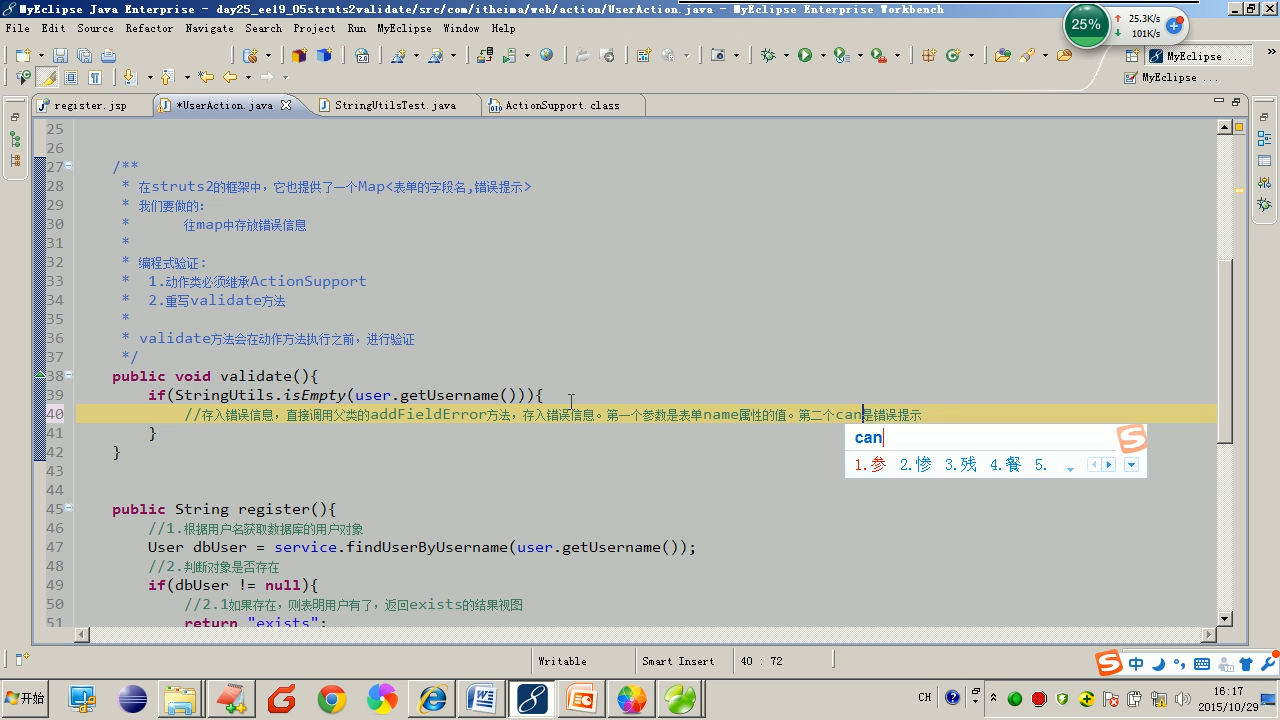 MyEclipse Java Enterprise - day25_ee19_05struts2validate/src/com/itheima/web/action/UserAction.java - MyEclipse Enterprise Workbench
File Edit Source Refactor Navigate Search Project Run MyEclipse Window Help
25% 25.3K/s
101K/s
MyEclipse ...
MyEclipse ...
register.jsp *UserAction.java StringUtilsTest.java ActionSupport.class
25
26
27 /**
28 * 在struts2的框架中，它也提供了一个Map<表单的字段名,错误提示>
29 * 我们要做的：
30 * 往map中存放错误信息
31 *
32 * 编程式验证：
33 * 1.动作类必须继承ActionSupport
34 * 2.重写validate方法
35 *
36 * validate方法会在动作方法执行之前，进行验证
37 */
38 public void validate(){
39 if(StringUtils.isEmpty(user.getUsername())){
40 //存入错误信息，直接调用父类的addFieldError方法，存入错误信息。第一个参数是表单name属性的值。第二个can是错误提示
41 }
42 }
can
1.参 2.惨 3.残 4.餐 5.
43
44
45 public String register(){
46 //1.根据用户名获取数据库的用户对象
47 User dbUser = service.findUserByUsername(user.getUsername());
48 //2.判断对象是否存在
49 if(dbUser != null){
50 //2.1如果存在，则表明用户有了，返回exists的结果视图
51 return "exists";
Writable Smart Insert 40 : 72
中
开始
CH
16:17
2015/10/29